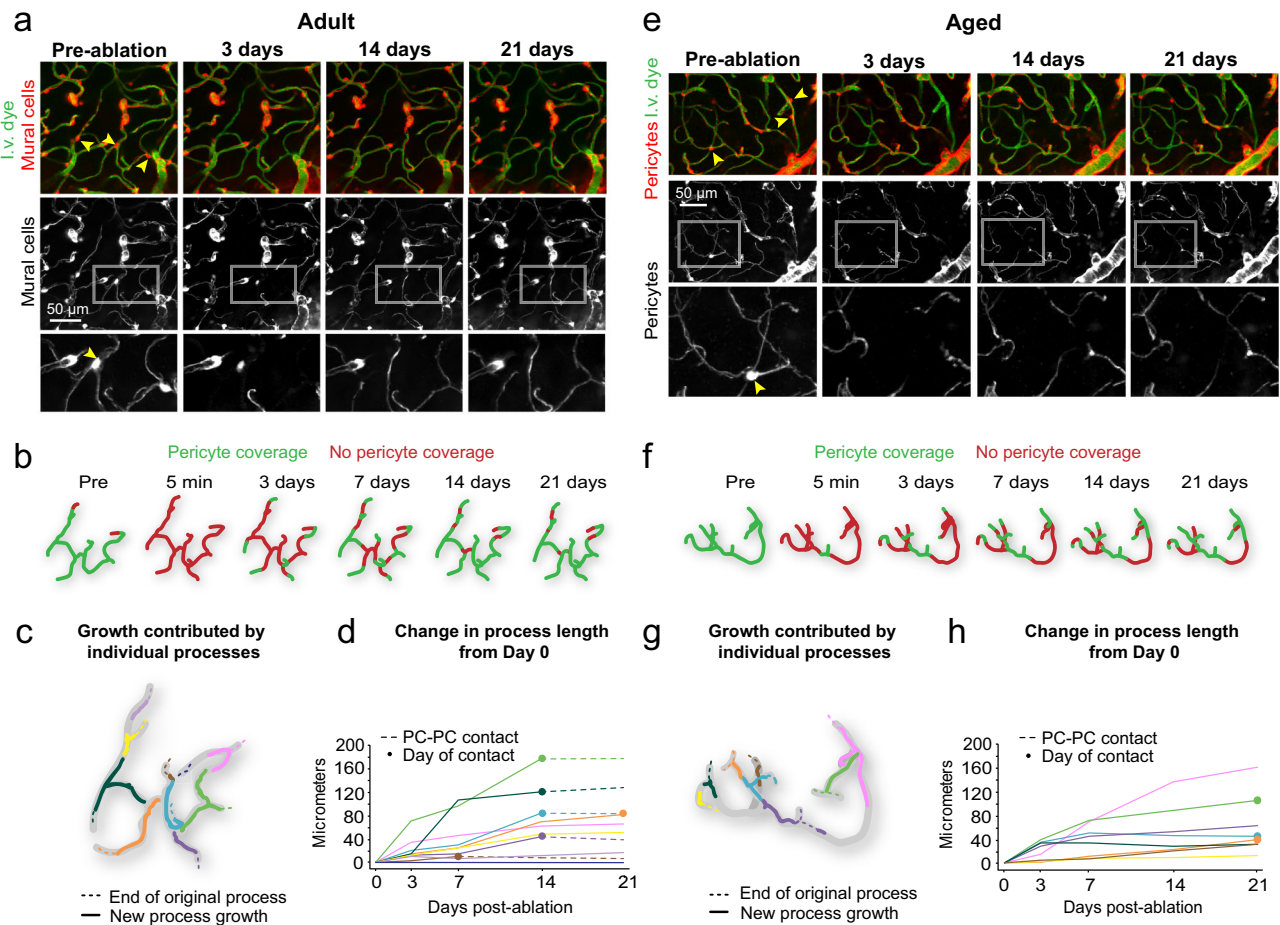 a
Adult
Pre-ablation
3 days
14 days
21 days
I.v. dye
Mural cells
Mural cells
50 µm
b
Pericyte coverage
No pericyte coverage
Pre
5 min
3 days
7 days
14 days
21 days
c
Growth contributed by
individual processes
End of original process
New process growth
d
Change in process length
from Day 0
PC-PC contact
Day of contact
Micrometers
200
160
120
80
40
0
0
3
7
14
21
Days post-ablation
e
Aged
Pre-ablation
3 days
14 days
21 days
Pericytes I.v. dye
Pericytes
50 µm
f
Pericyte coverage
No pericyte coverage
Pre
5 min
3 days
7 days
14 days
21 days
g
Growth contributed by
individual processes
End of original process
New process growth
h
Change in process length
from Day 0
PC-PC contact
Day of contact
Micrometers
200
160
120
80
40
0
0
3
7
14
21
Days post-ablation